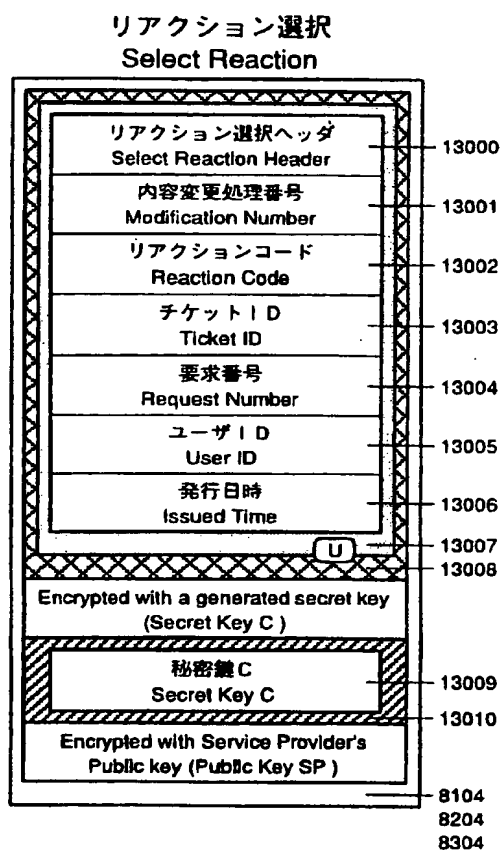 リアクション選択
Select Reaction
リアクション選択ヘッダ
Select Reaction Header
13000
内容変更処理番号
Modification Number
13001
リアクションコード
Reaction Code
13002
チケットID
Ticket ID
13003
要求番号
Request Number
13004
ユーザID
User ID
13005
発行日時
Issued Time
13006
U
13007
13008
Encrypted with a generated secret key
(Secret Key C )
秘密鍵C
Secret Key C
13009
13010
Encrypted with Service Provider's
Public key (Public Key SP )
8104
8204
8304